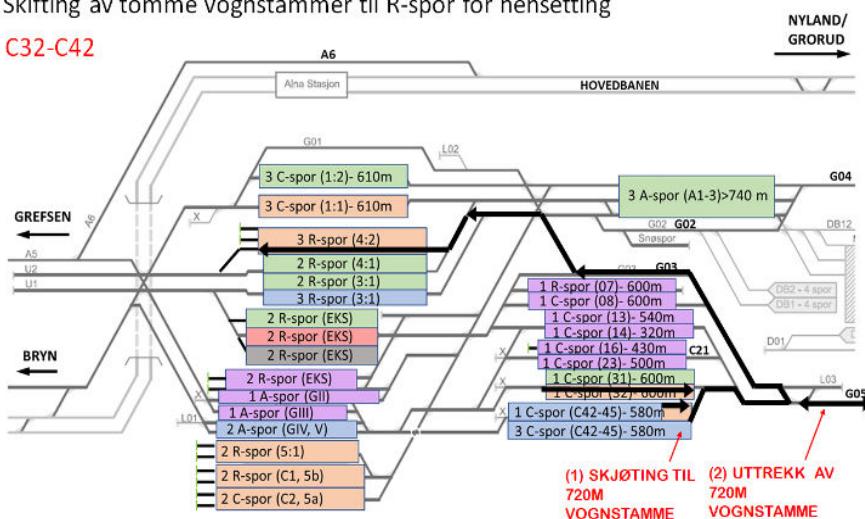 Skifting av tomme vognstammer til R-spor for hensetting
NYLAND/
GRORUD
C32-C42
A6
Alna Stasjon
HOVEDBANEN
G01
L02
3 C-spor (1:2)- 610m
3 C-spor (1:1)- 610m
3 A-spor (A1-3)>740 m
G04
A6
X
GREFSEN
G02
G02
DB12
Snøspor
3 R-spor (4:2)
A5
U2
U1
2 R-spor (4:1)
2 R-spor (3:1)
3 R-spor (3:1)
G03
1 R-spor (07)- 600m
1 C-spor (08)- 600m
DB2 - 4 spor
DB1 - 4 spor
2 R-spor (EKS)
2 R-spor (EKS)
2 R-spor (EKS)
1 C-spor (13)- 540m
1 C-spor (14)- 320m
X
1 C-spor (16)- 430m
1 C-spor (23)- 500m
C21
D01
BRYN
X
2 R-spor (EKS)
1 A-spor (GII)
1 A-spor (GIII)
2 A-spor (GIV, V)
X
L01
X
1 C-spor (31)- 600m
1 C-spor (32)- 600m
L03
G05
X
1 C-spor (C42-45)- 580m
3 C-spor (C42-45)- 580m
2 R-spor (5:1)
2 R-spor (C1, 5b)
2 C-spor (C2, 5a)
(1) SKJØTING TIL
720M
VOGNSTAMME
(2) UTTREKK AV
720M
VOGNSTAMME